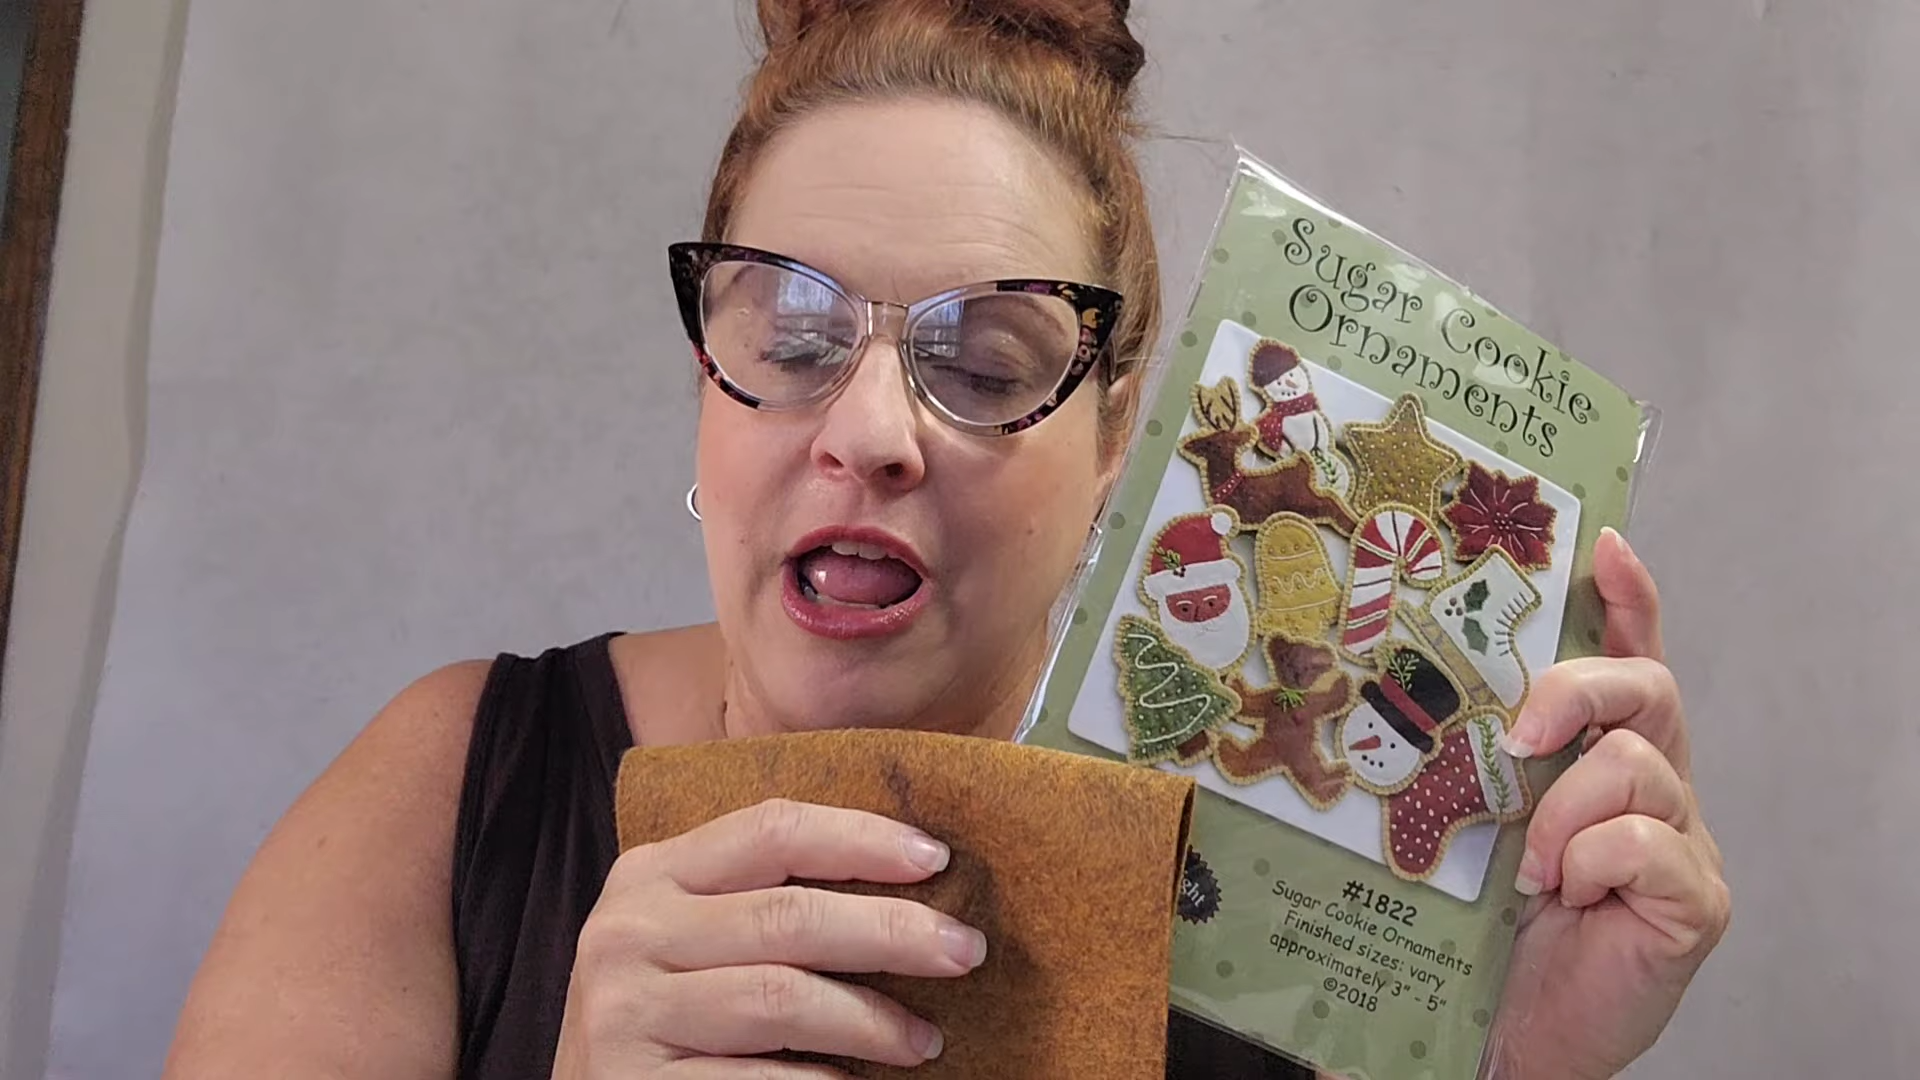 Sugar Cookie
Ornaments
#1822
Sugar Cookie Ornaments
Finished sizes: vary
approximately 3" - 5"
©2018